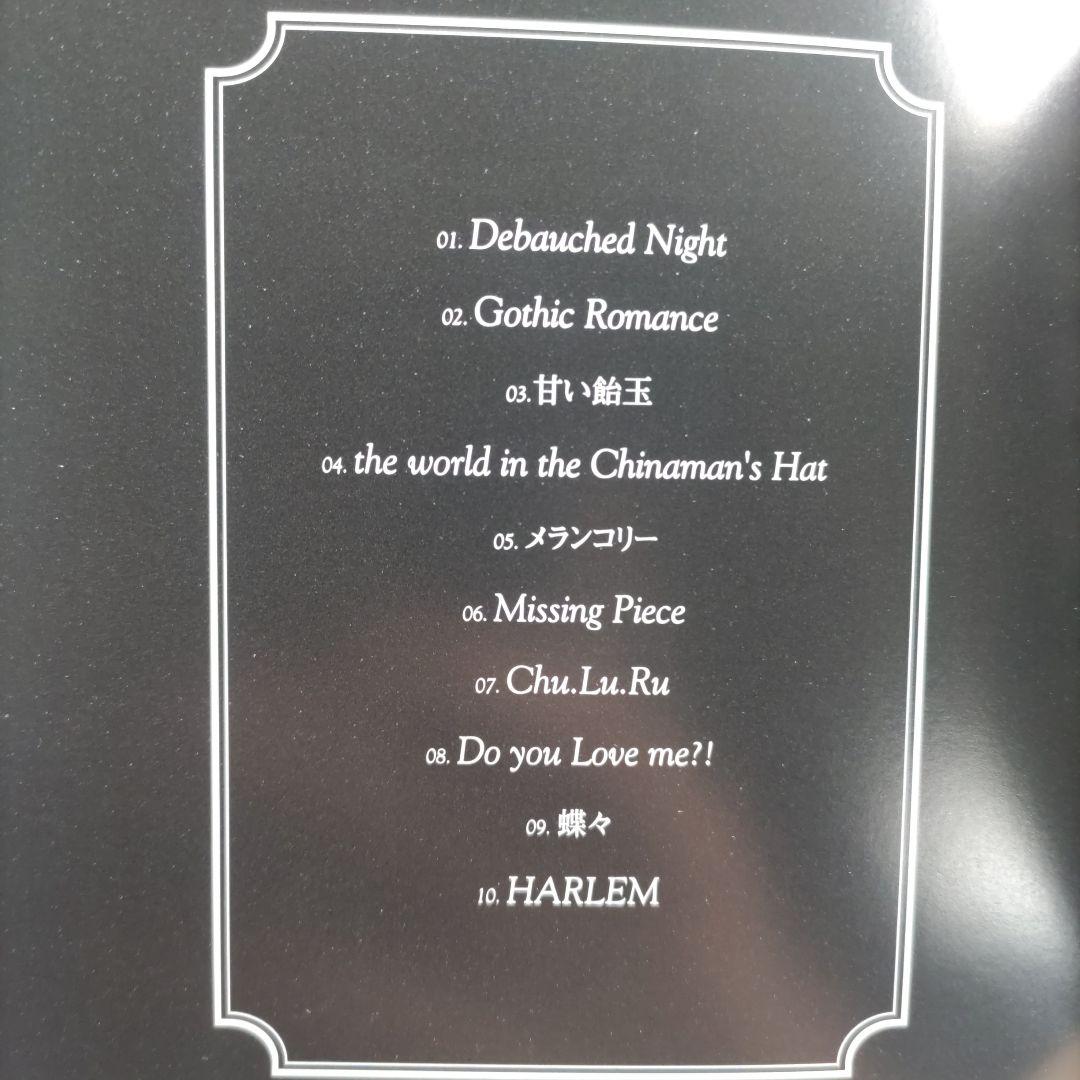 01. Debauched Night
02. Gothic Romance
03. 甘い飴玉
04. the world in the Chinaman's Hat
05. メランコリー
06. Missing Piece
07. Chu.Lu.Ru
08. Do you Love me?!
09. 蝶々
10. HARLEM